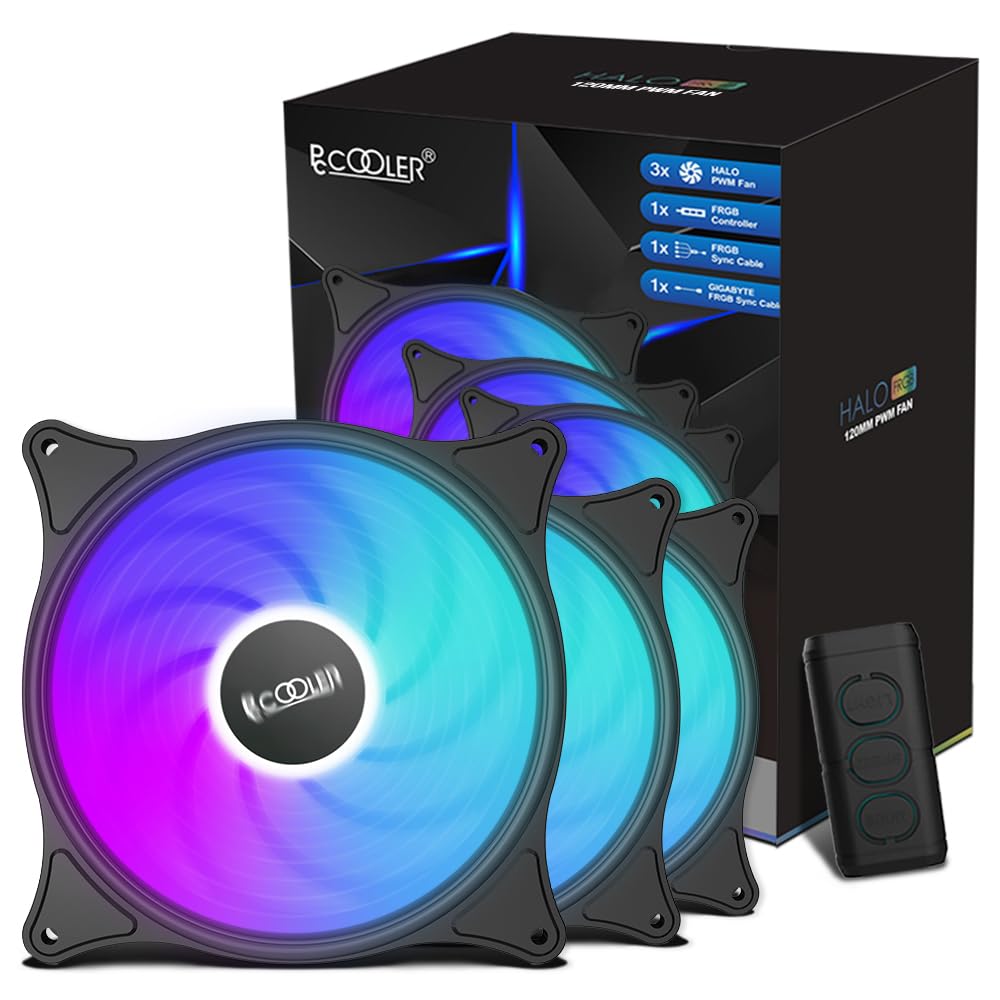 HALO FRGB
120MM PWM FAN
PCCOOLER®
3x HALO
PWM Fan
1x FRGB
Controller
1x FRGB
Sync Cable
1x GIGABYTE
FRGB Sync Cable
HALO FRGB
120MM PWM FAN
PCCOOLER